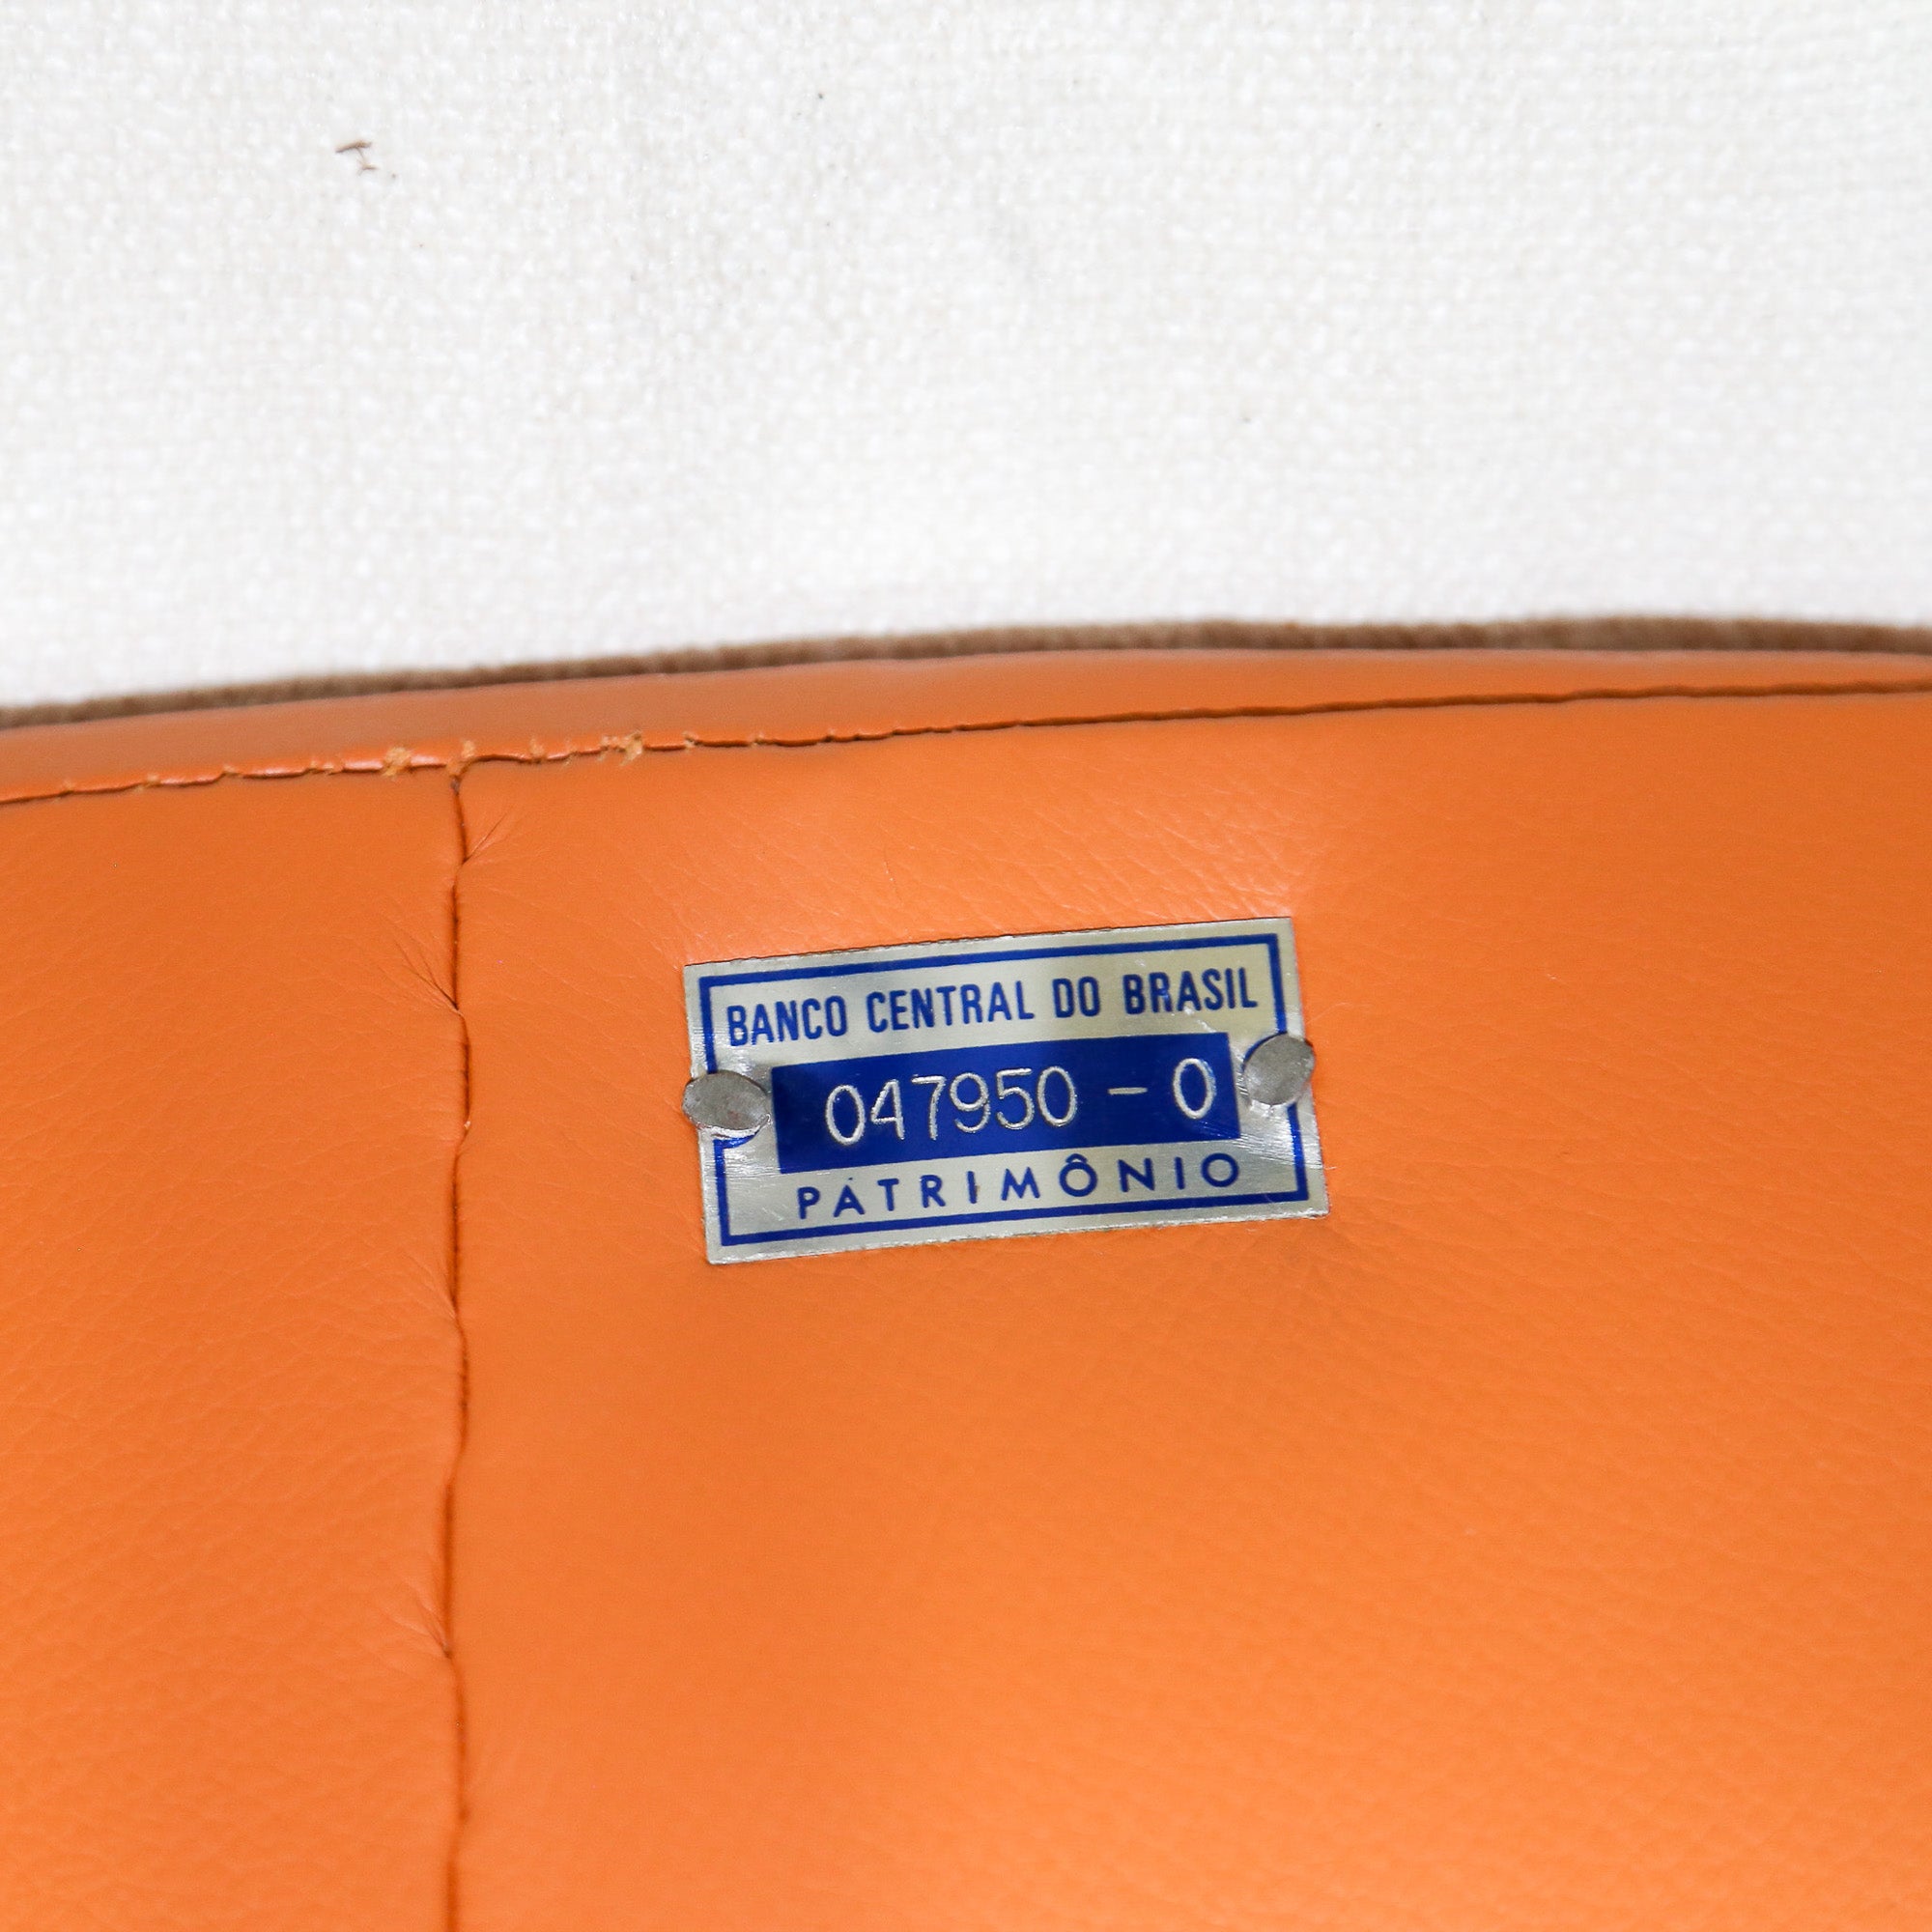 BANCO CENTRAL DO BRASIL
047950 - 0
PATRIMÔNIO